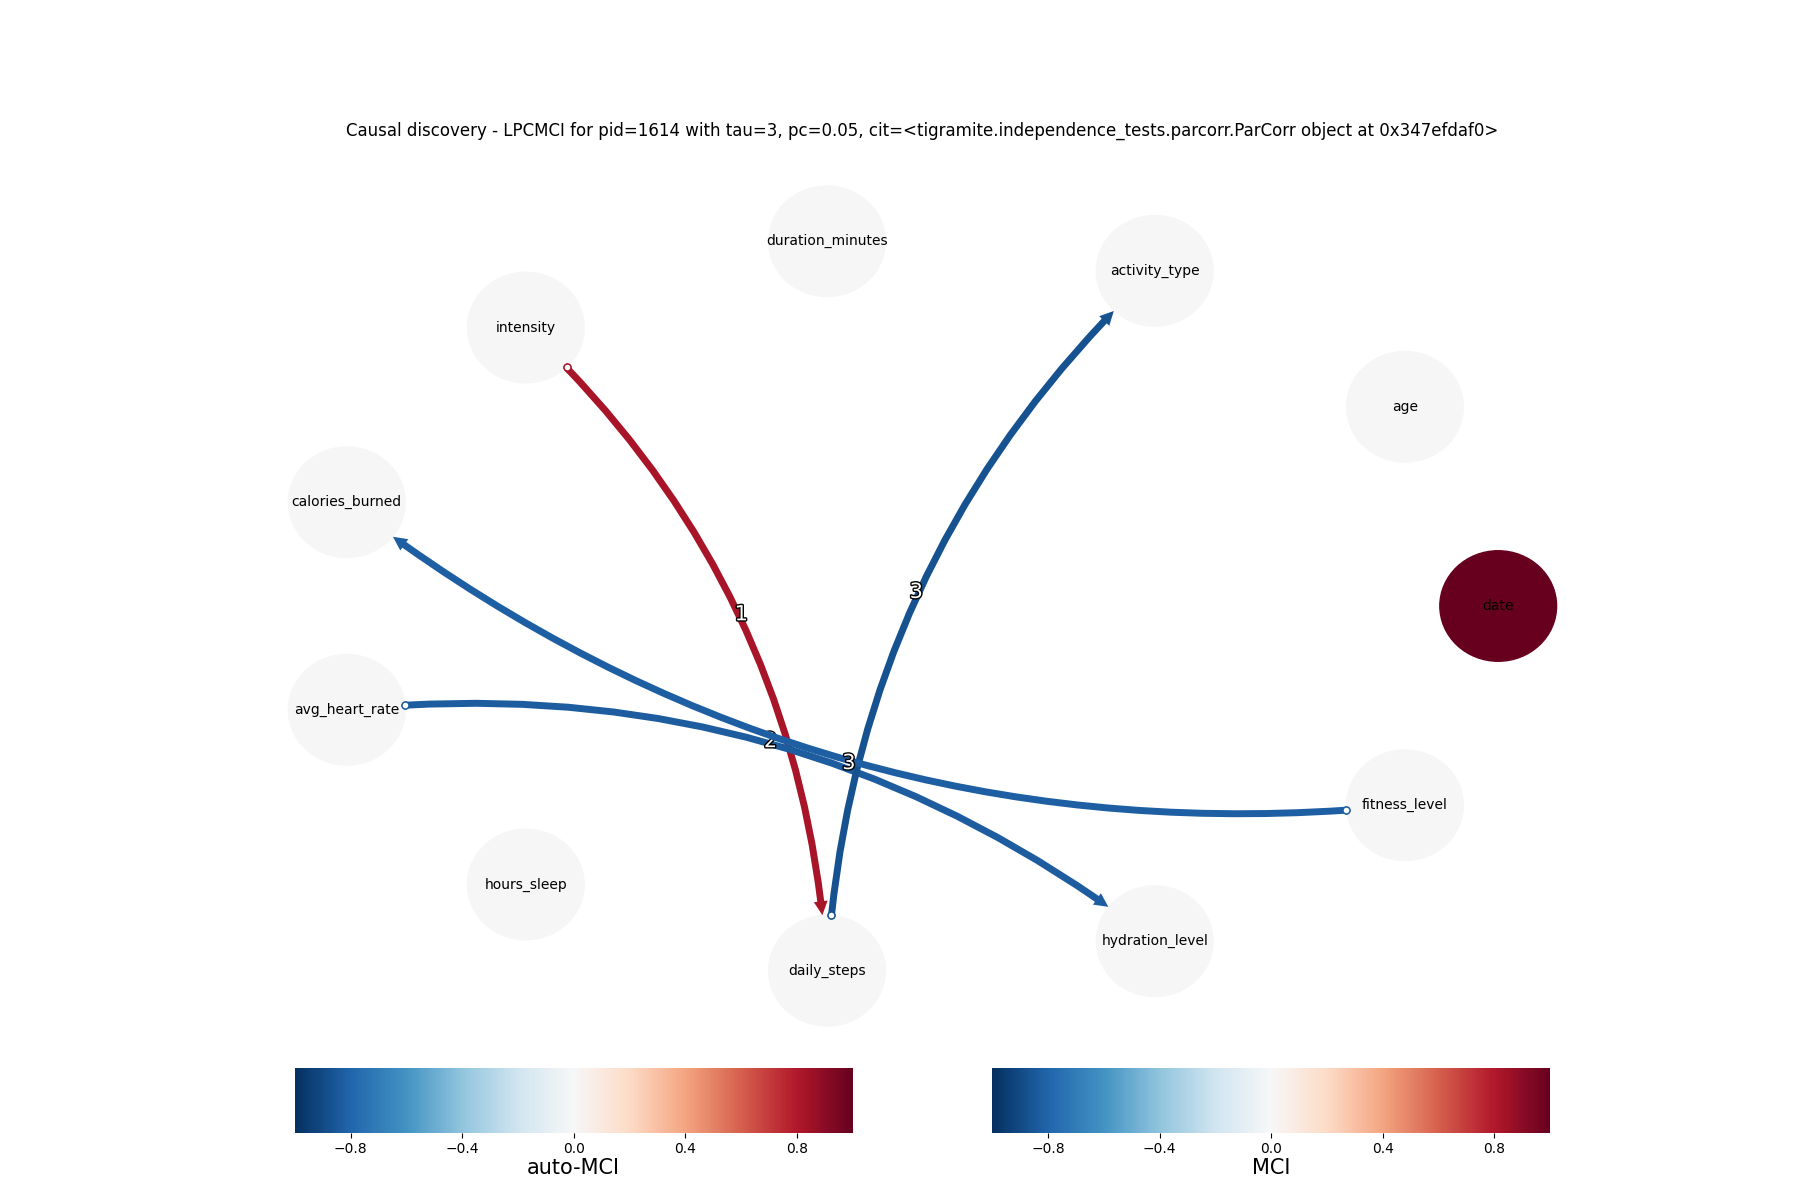 Causal discovery - LPCMCI for pid=1614 with tau=3, pc=0.05, cit=<tigramite.independence_tests.parcorr.ParCorr object at 0x347efdaf0>
duration_minutes
activity_type
intensity
age
calories_burned
3
date
1
avg_heart_rate
2
3
fitness_level
hours_sleep
hydration_level
daily_steps
−0.8 −0.4 0.0 0.4 0.8
auto-MCI
−0.8 −0.4 0.0 0.4 0.8
MCI